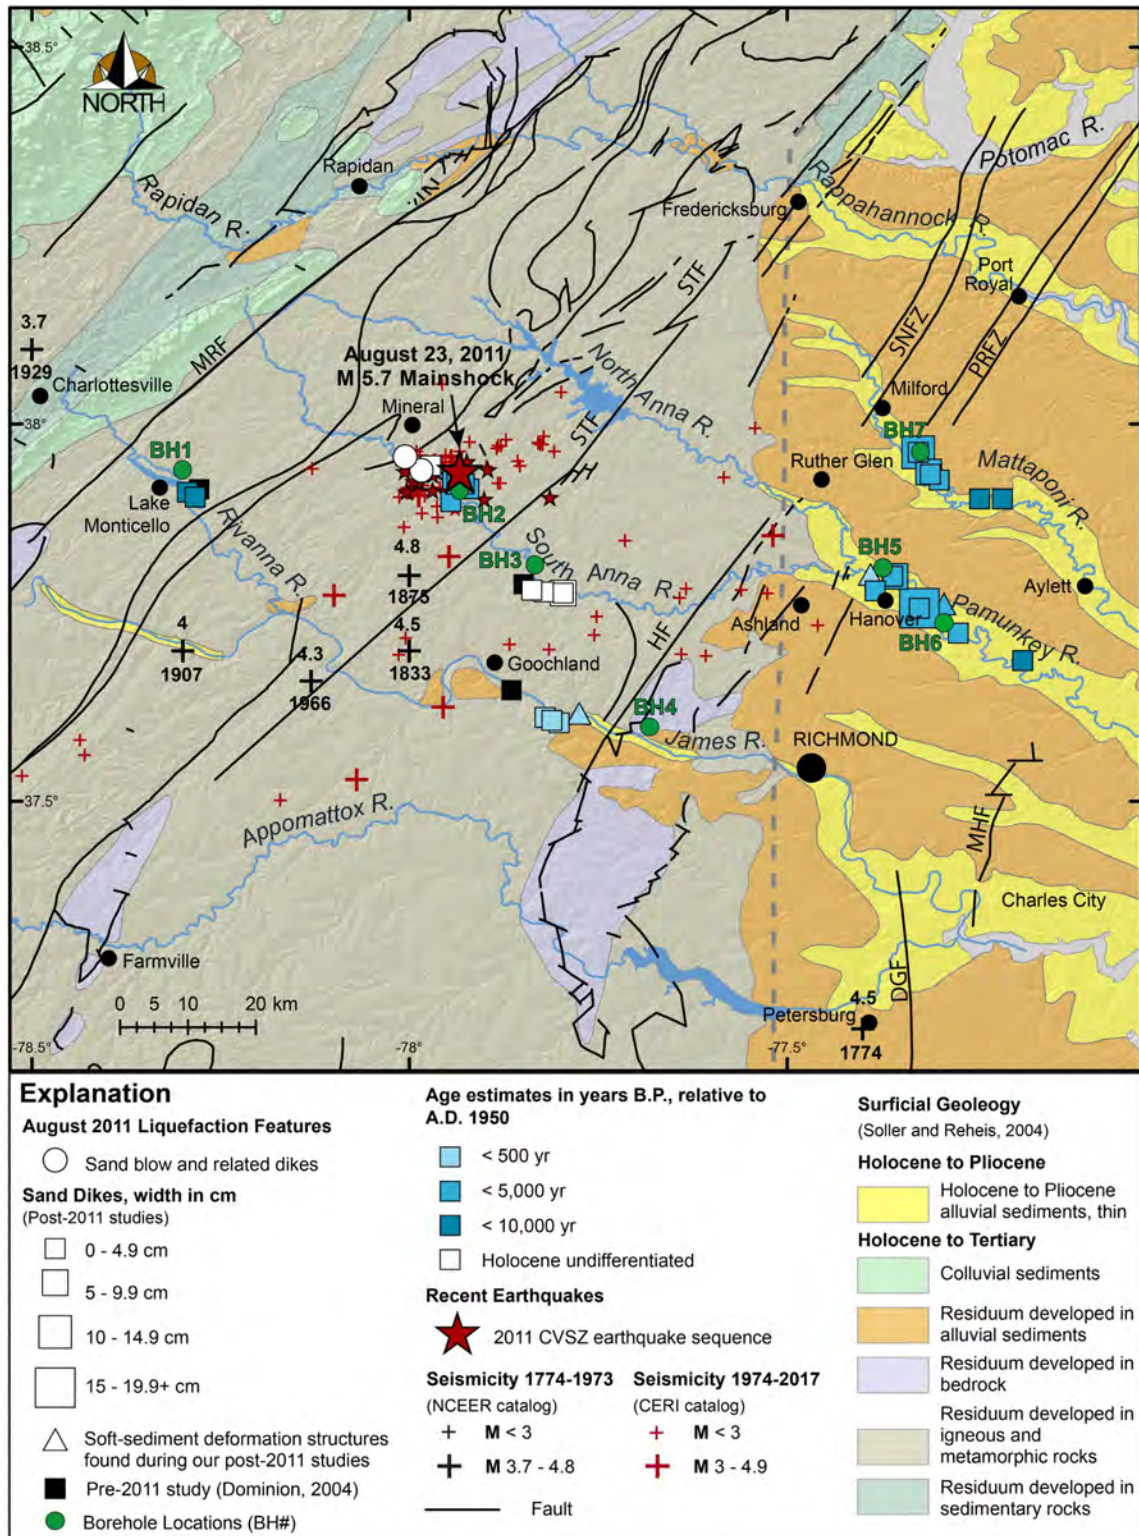 38.5°
NORTH
Rapidan
Rapidan R.
Potomac R.
Fredericksburg
Rappahannock R.
Port
Royal
STF
SNFZ
PRFZ
3.7
1929
Charlottesville
MRF
August 23, 2011
M 5.7 Mainshock
Mineral
38°
STF
North Anna R.
Milford
BH7
Ruther Glen
Mattaponi R.
BH1
Lake
Monticello
Rivanna R.
BH2
BH3
South Anna R.
BH5
Aylett
4.8
1875
4.5
1833
HF
Ashland
Hanover
BH6
Pamunkey R.
4
1907
4.3
1966
Goochland
BH4
James R.
RICHMOND
37.5°
Appomattox R.
MHF
Charles City
Farmville
DGF
0 5 10 20 km
4.5
Petersburg
1774
-78.5°
-78°
-77.5°
Explanation
August 2011 Liquefaction Features
Sand blow and related dikes
Sand Dikes, width in cm
(Post-2011 studies)
0 - 4.9 cm
5 - 9.9 cm
10 - 14.9 cm
15 - 19.9+ cm
Soft-sediment deformation structures
found during our post-2011 studies
Pre-2011 study (Dominion, 2004)
Borehole Locations (BH#)
Age estimates in years B.P., relative to
A.D. 1950
< 500 yr
< 5,000 yr
< 10,000 yr
Holocene undifferentiated
Recent Earthquakes
2011 CVSZ earthquake sequence
Seismicity 1774-1973
(NCEER catalog)
M < 3
M 3.7 - 4.8
Seismicity 1974-2017
(CERI catalog)
M < 3
M 3 - 4.9
Fault
Surficial Geoleogy
(Soller and Reheis, 2004)
Holocene to Pliocene
Holocene to Pliocene
alluvial sediments, thin
Holocene to Tertiary
Colluvial sediments
Residuum developed in
alluvial sediments
Residuum developed in
bedrock
Residuum developed in
igneous and
metamorphic rocks
Residuum developed in
sedimentary rocks